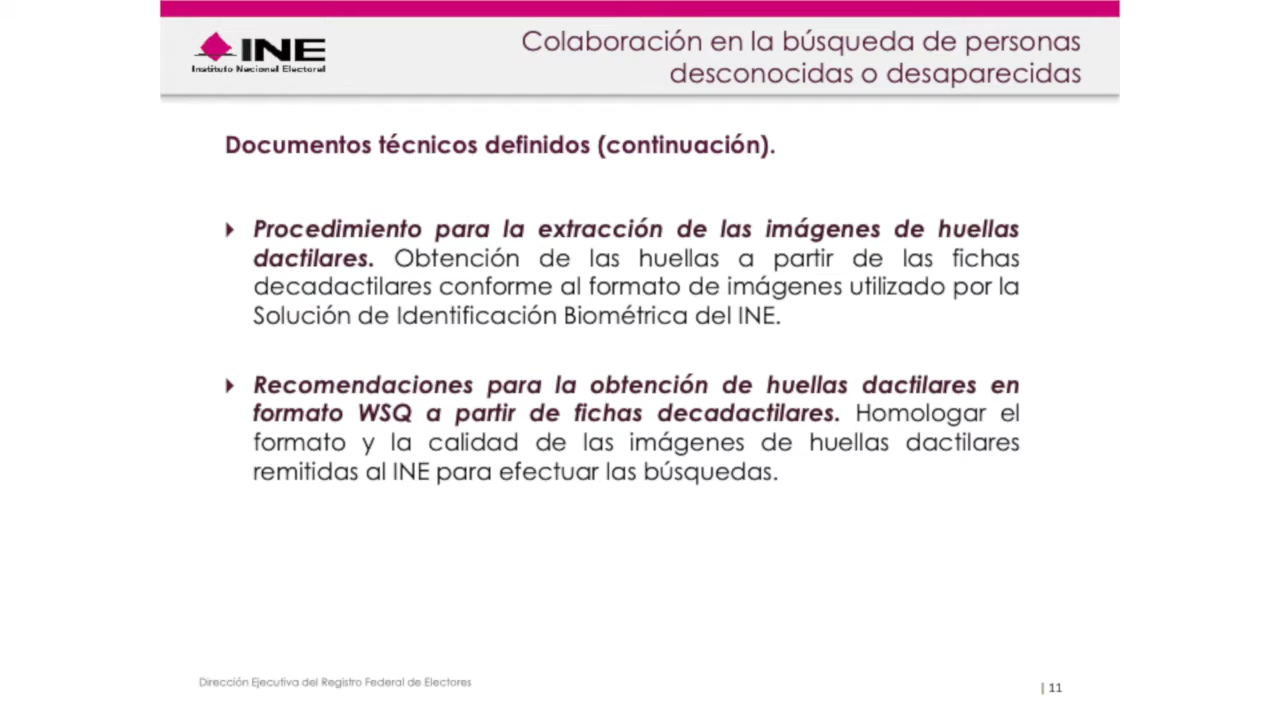 INE
Instituto Nacional Electoral
Colaboración en la búsqueda de personas
desconocidas o desaparecidas
Documentos técnicos definidos (continuación).
Procedimiento para la extracción de las imágenes de huellas
dactilares. Obtención de las huellas a partir de las fichas
decadactilares conforme al formato de imágenes utilizado por la
Solución de Identificación Biométrica del INE.
Recomendaciones para la obtención de huellas dactilares en
formato WSQ a partir de fichas decadactilares. Homologar el
formato y la calidad de las imágenes de huellas dactilares
remitidas al INE para efectuar las búsquedas.
Dirección Ejecutiva del Registro Federal de Electores
| 11